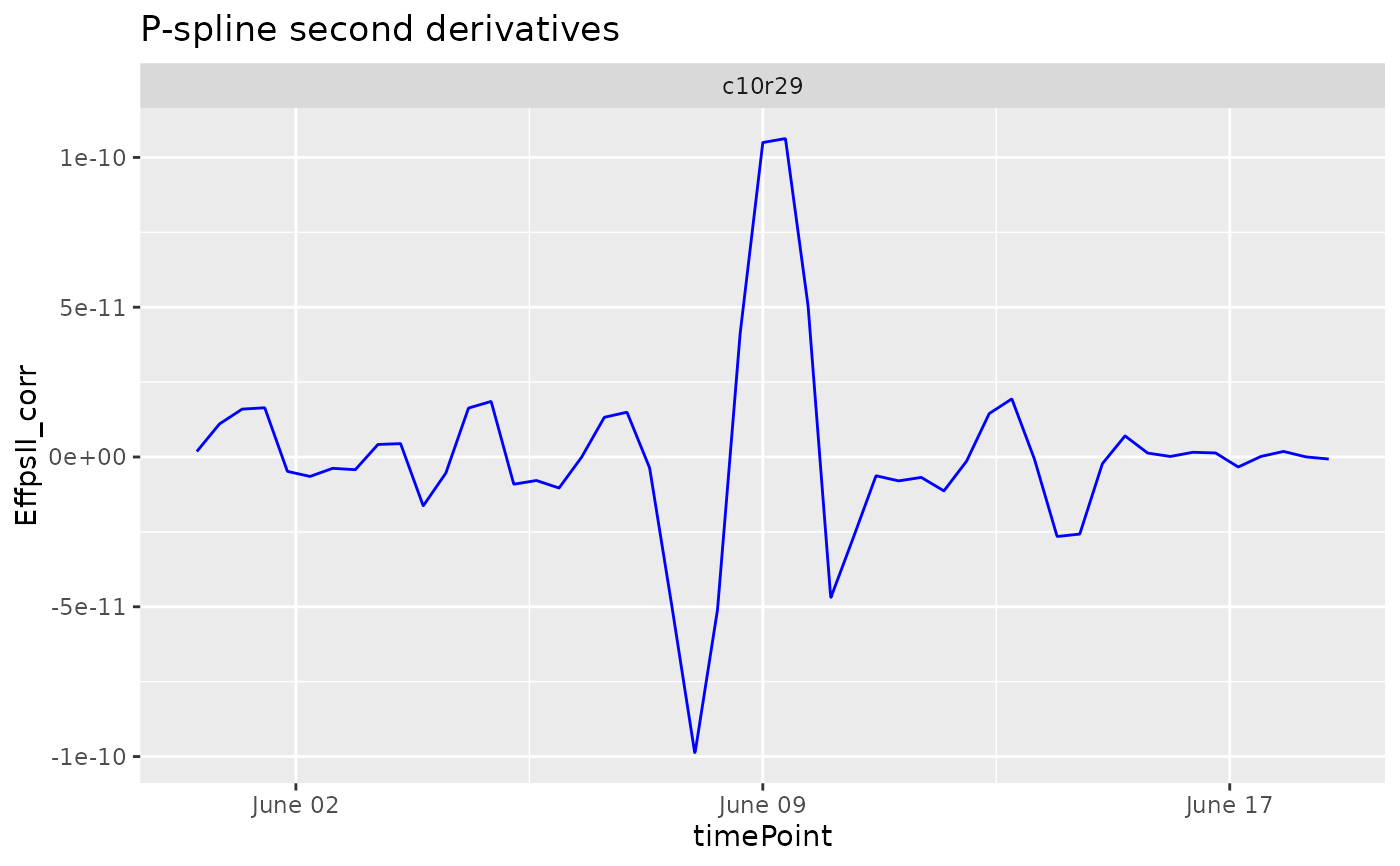 P-spline second derivatives
c10r29
1e-10
5e-11
0e+00
-5e-11
-1e-10
EffpsII_corr
June 02
June 09
June 17
timePoint